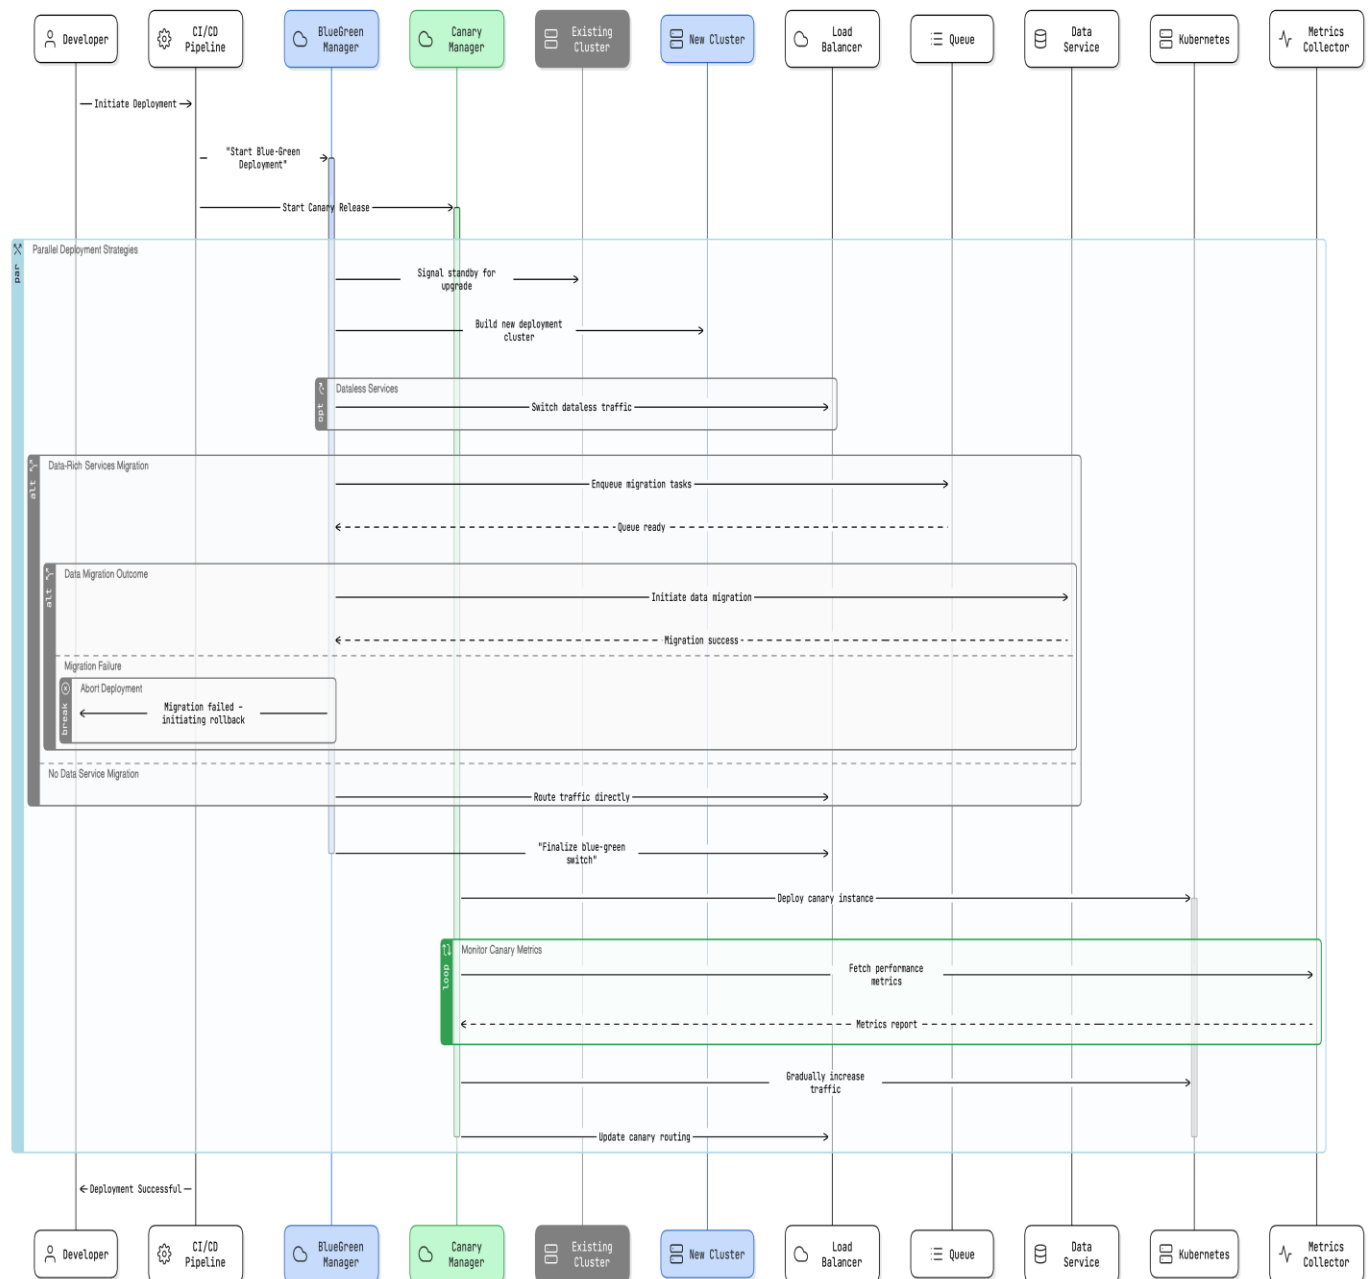 Developer
CI/CD
Pipeline
BlueGreen
Manager
Canary
Manager
Existing
Cluster
New Cluster
Load
Balancer
Queue
Data
Service
Kubernetes
Metrics
Collector
Initiate Deployment
"Start Blue-Green
Deployment"
Start Canary Release
par
Parallel Deployment Strategies
Signal standby for
upgrade
Build new deployment
cluster
opt
Dataless Services
Switch dataless traffic
alt
Data-Rich Services Migration
Enqueue migration tasks
Queue ready
alt
Data Migration Outcome
Initiate data migration
Migration success
Migration Failure
break
Abort Deployment
Migration failed -
initiating rollback
No Data Service Migration
Route traffic directly
"Finalize blue-green
switch"
Deploy canary instance
loop
Monitor Canary Metrics
Fetch performance
metrics
Metrics report
Gradually increase
traffic
Update canary routing
Deployment Successful
Developer
CI/CD
Pipeline
BlueGreen
Manager
Canary
Manager
Existing
Cluster
New Cluster
Load
Balancer
Queue
Data
Service
Kubernetes
Metrics
Collector